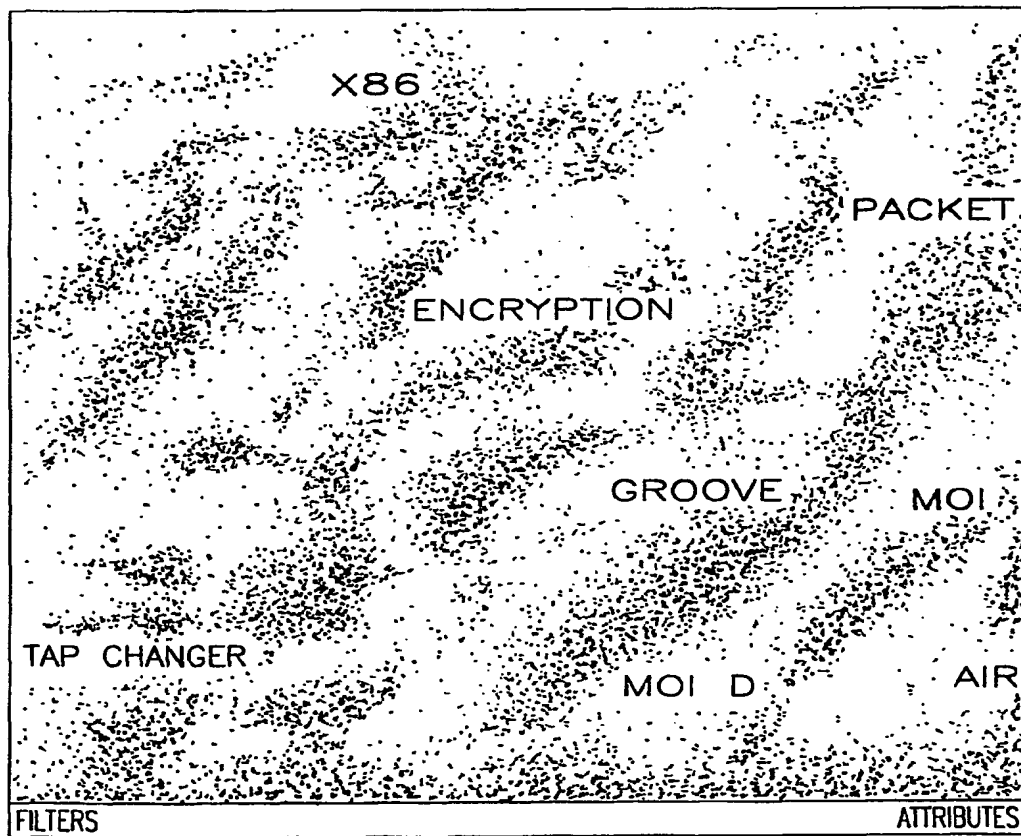 X86
PACKET
ENCRYPTION
GROOVE
MOI
TAP CHANGER
MOI D
AIR
FILTERS
ATTRIBUTES